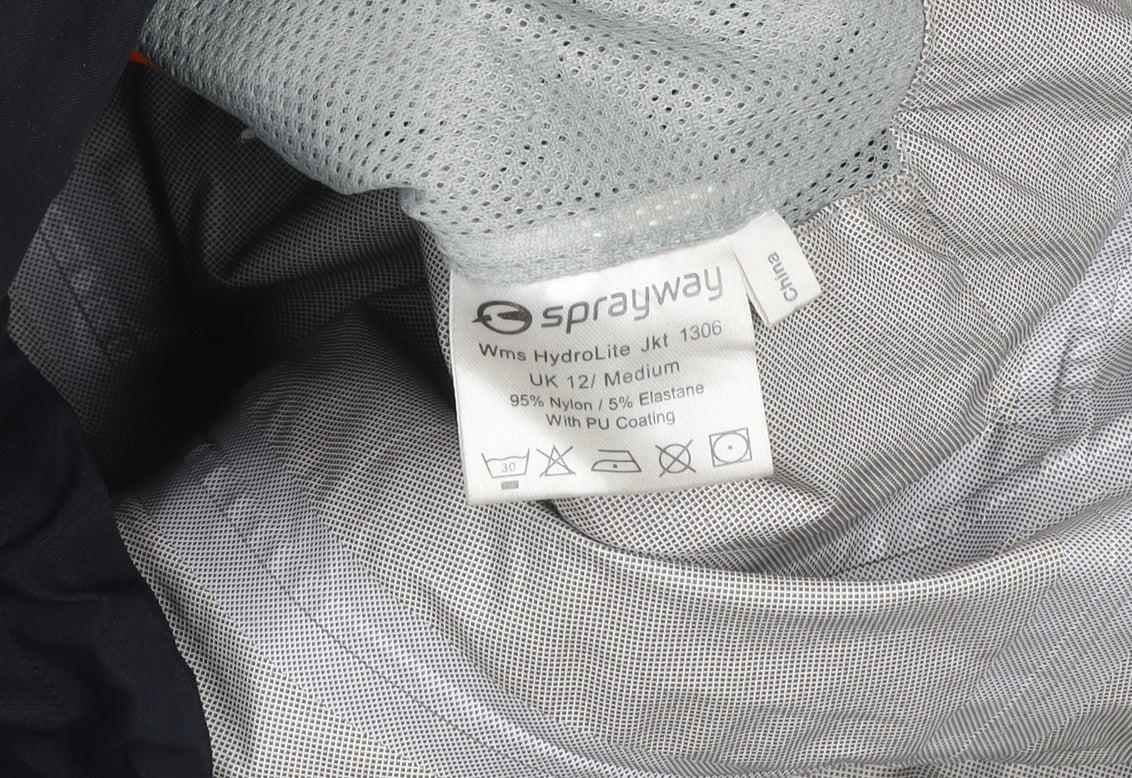 sprayway
Wms HydroLite Jkt 1306
UK 12/ Medium
95% Nylon / 5% Elastane
With PU Coating
30
China